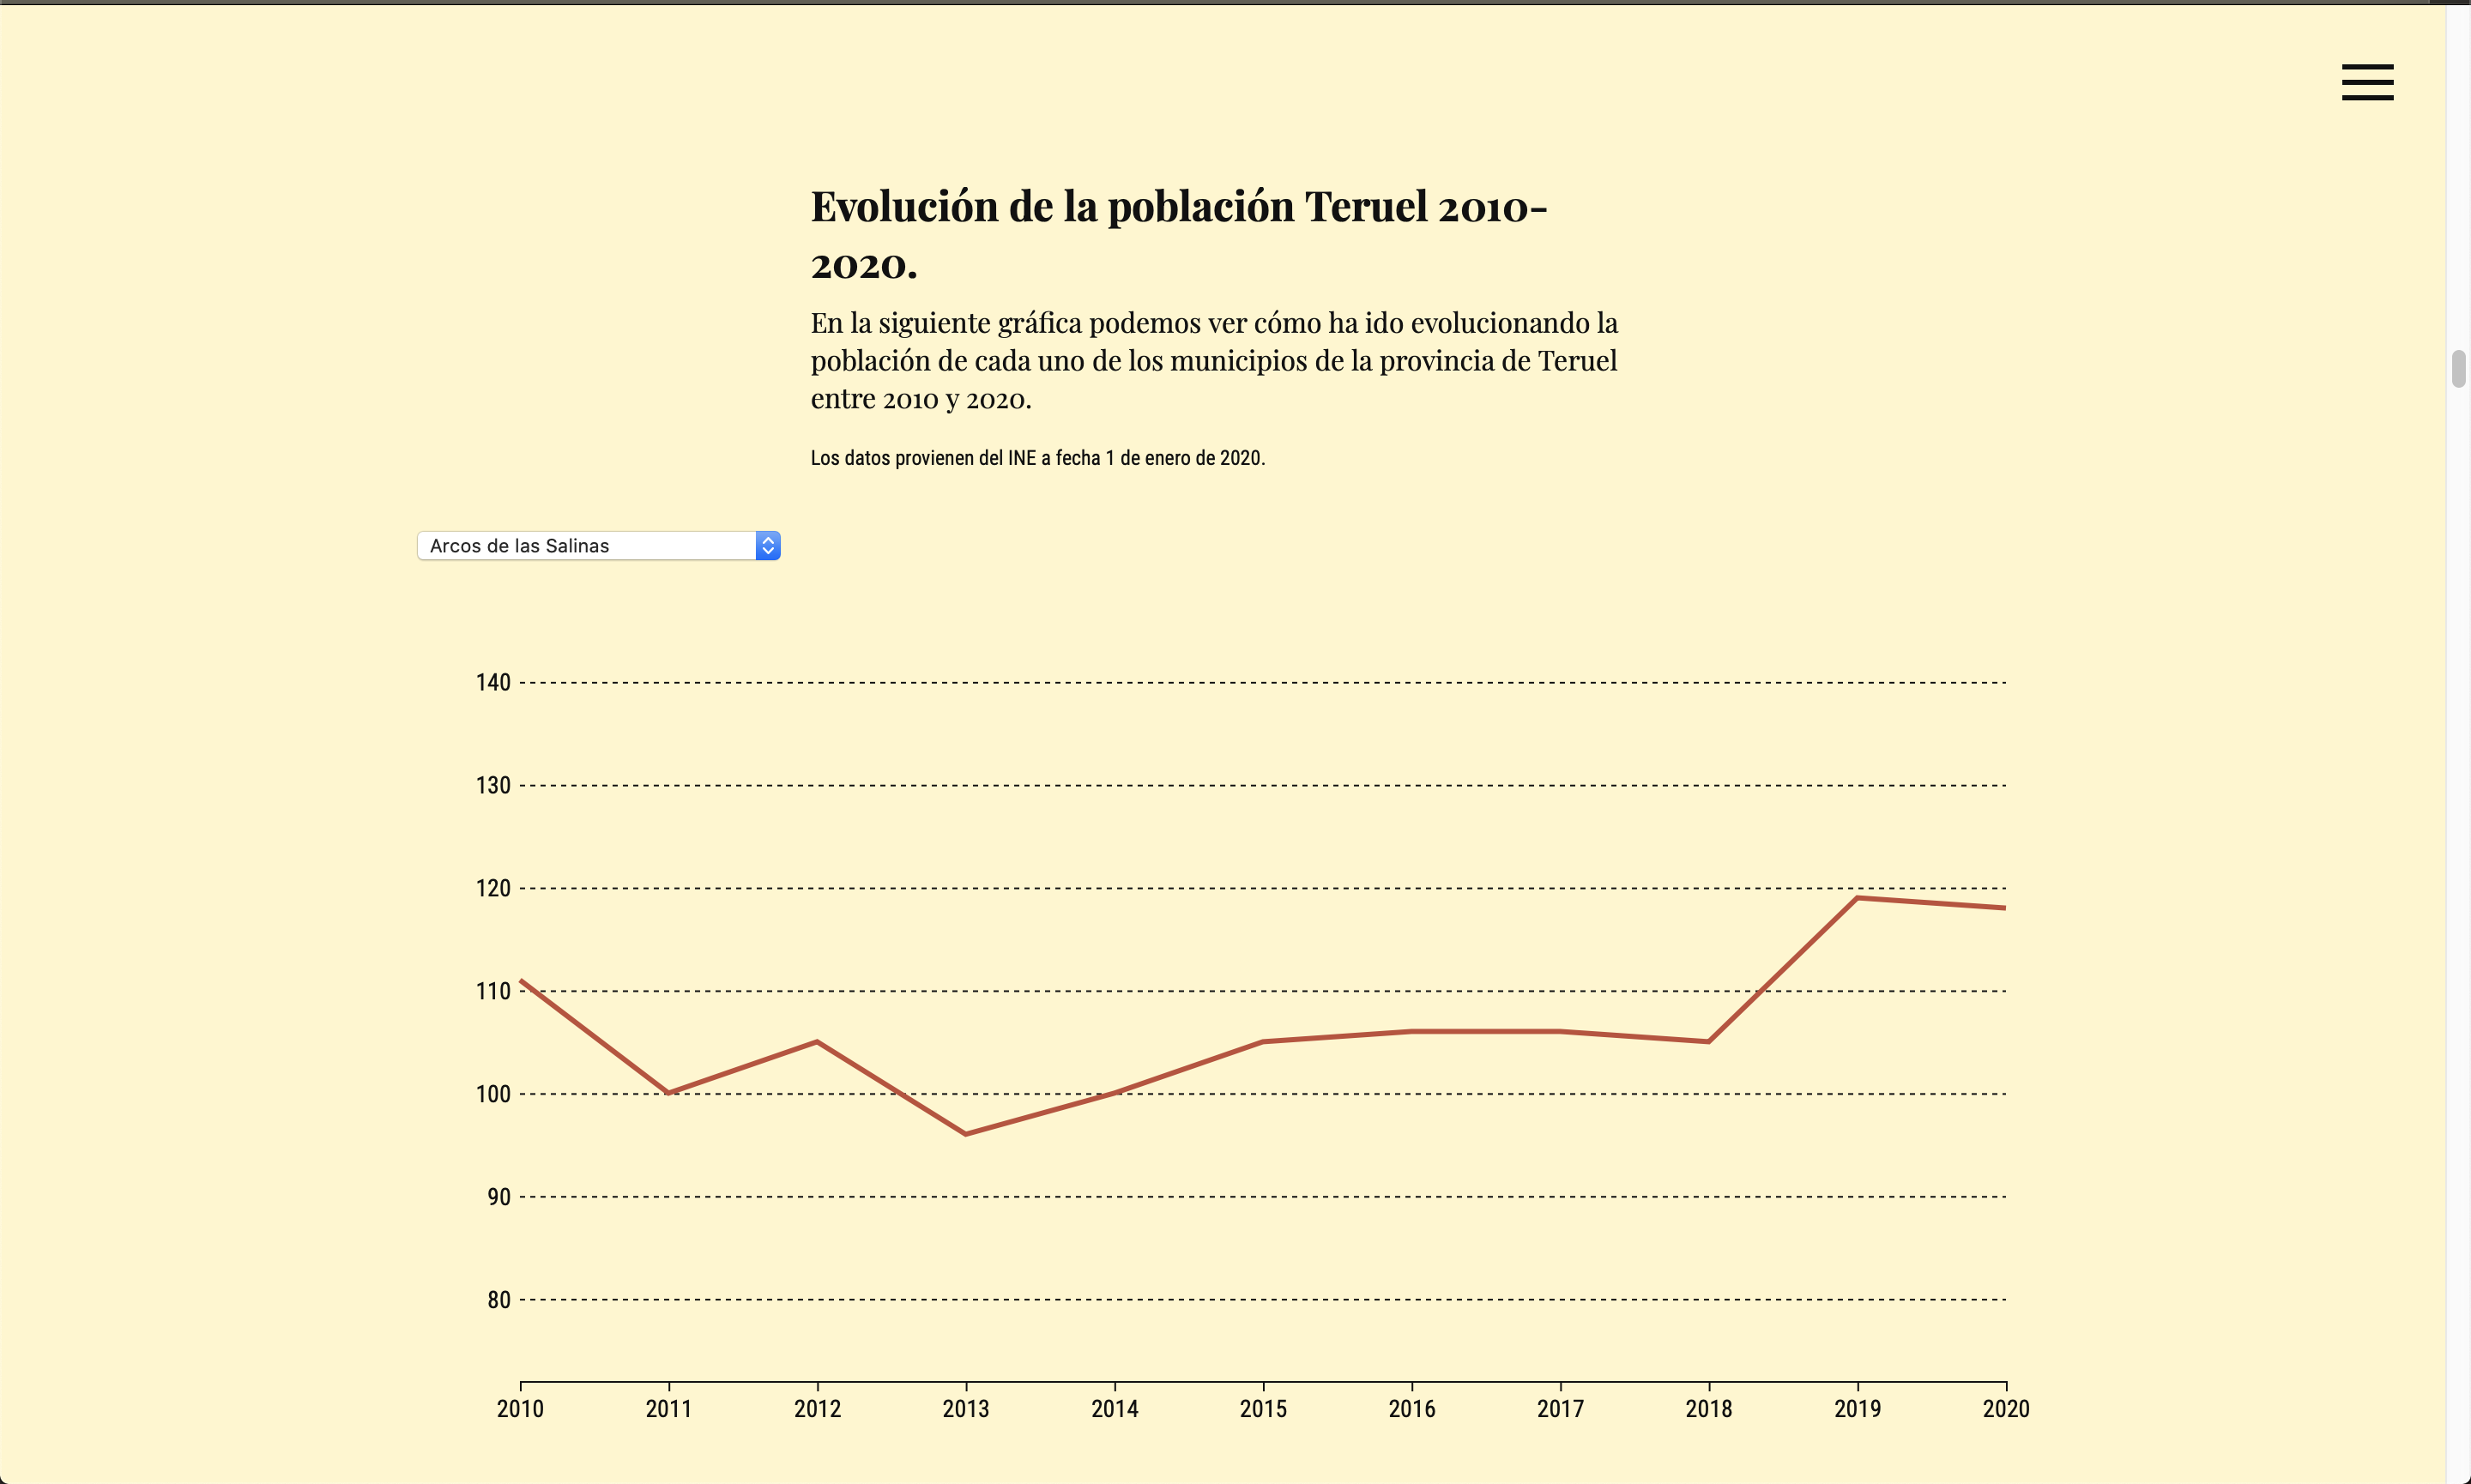 Evolución de la población Teruel 2010-
2020.
En la siguiente gráfica podemos ver cómo ha ido evolucionando la
población de cada uno de los municipios de la provincia de Teruel
entre 2010 y 2020.
Los datos provienen del INE a fecha 1 de enero de 2020.
Arcos de las Salinas
140
130
120
110
100
90
80
2010 2011 2012 2013 2014 2015 2016 2017 2018 2019 2020